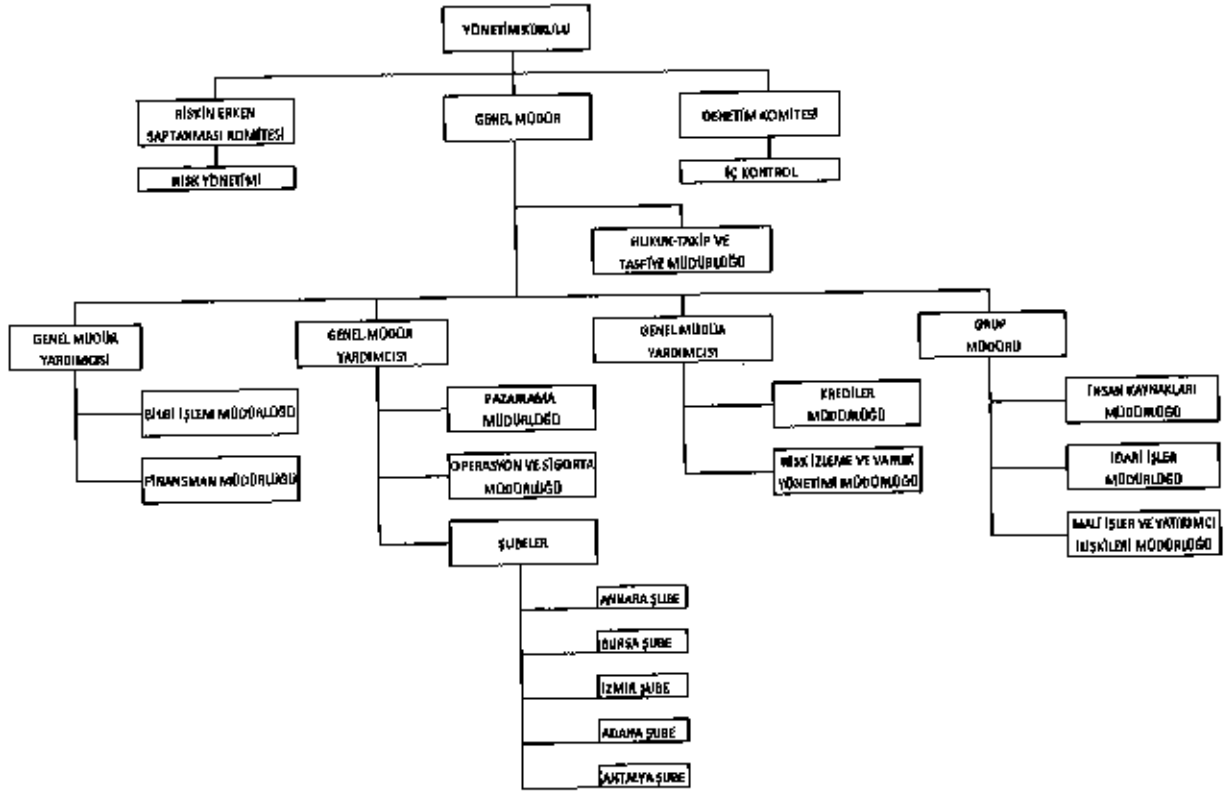 YÖNETİM KURULU
RİSKİN ERKEN
SAPTANMASI KOMİTESİ
GENEL MÜDÜR
DENETİM KOMİTESİ
RİSK YÖNETİMİ
İÇ KONTROL
HUKUK-TAKİP VE
TASFİYE MÜDÜRLÜĞÜ
GENEL MÜDÜR
YARDIMCISI
GENEL MÜDÜR
YARDIMCISI
GENEL MÜDÜR
YARDIMCISI
GRUP
MÜDÜRÜ
BİLGİ İŞLEM MÜDÜRLÜĞÜ
PAZARLAMA
MÜDÜRLÜĞÜ
KREDİLER
MÜDÜRLÜĞÜ
İNSAN KAYNAKLARI
MÜDÜRLÜĞÜ
FİNANSMAN MÜDÜRLÜĞÜ
OPERASYON VE SİGORTA
MÜDÜRLÜĞÜ
RİSK İZLEME VE VARLIK
YÖNETİMİ MÜDÜRLÜĞÜ
İDARİ İŞLER
MÜDÜRLÜĞÜ
ŞUBELER
MALİ İŞLER VE YATIRIMCI
İLİŞKİLERİ MÜDÜRLÜĞÜ
ANKARA ŞUBE
BURSA ŞUBE
İZMİR ŞUBE
ADANA ŞUBE
ANTALYA ŞUBE